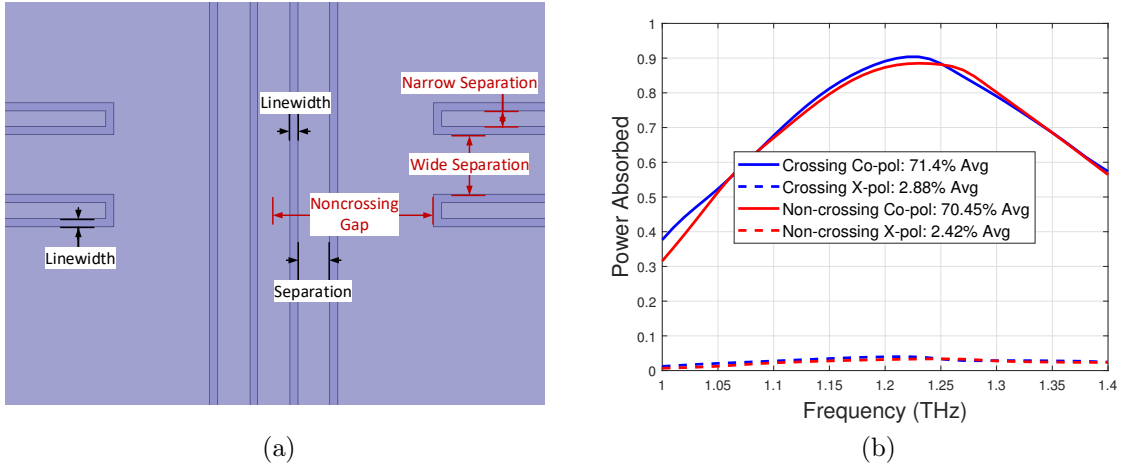 Linewidth
Narrow Separation
Wide Separation
Noncrossing
Gap
Linewidth
Separation
(a)
Power Absorbed
1
0.9
0.8
0.7
0.6
0.5
0.4
0.3
0.2
0.1
0
Crossing Co-pol: 71.4% Avg
Crossing X-pol: 2.88% Avg
Non-crossing Co-pol: 70.45% Avg
Non-crossing X-pol: 2.42% Avg
1 1.05 1.1 1.15 1.2 1.25 1.3 1.35 1.4
Frequency (THz)
(b)